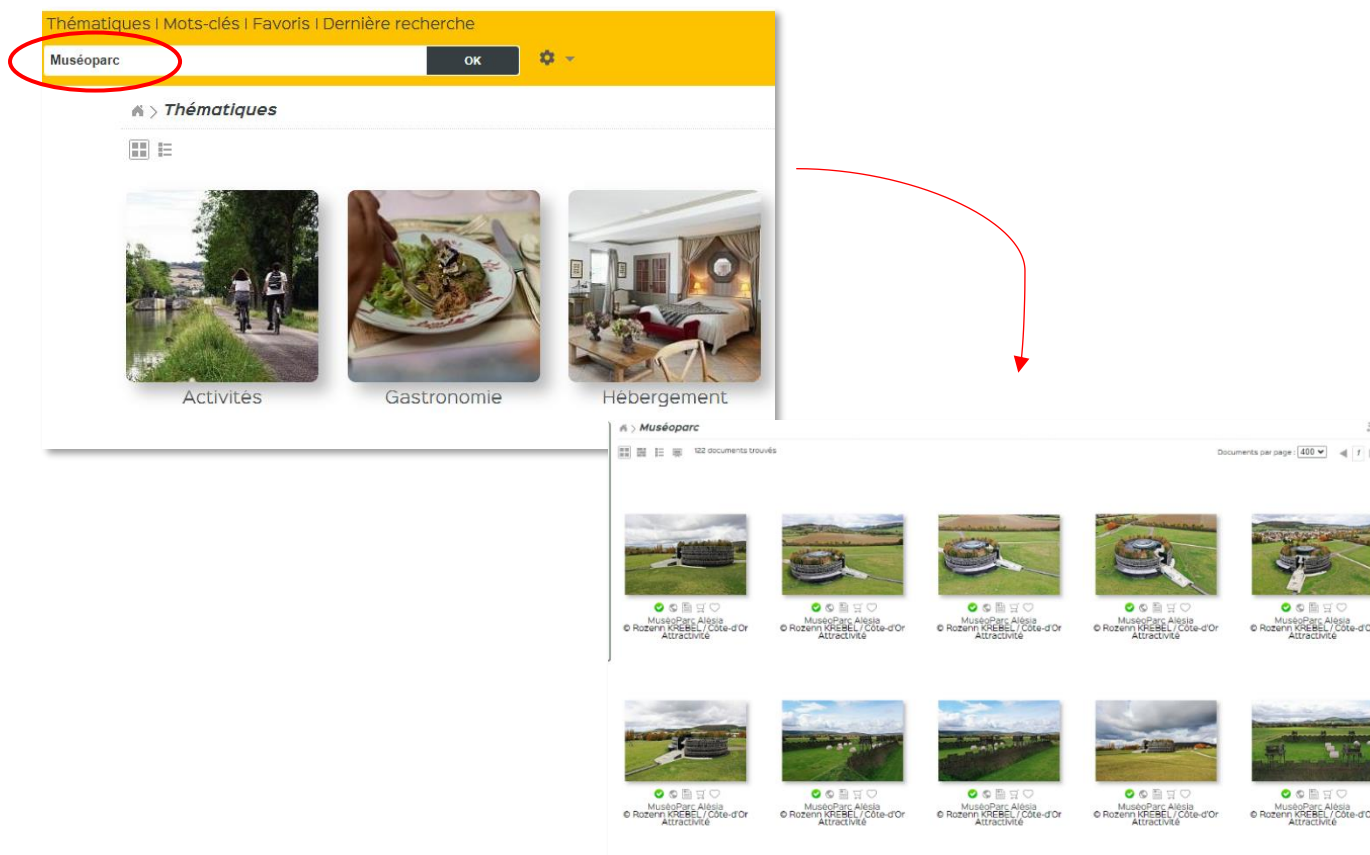 Thématiques I Mots-clés I Favoris I Dernière recherche
Muséoparc
OK
Thématiques
Activités
Gastronomie
Hébergement
Muséoparc
122 documents trouvés
Documents par page : 400
1
MuséoParc Alésia
© Rozenn KREBEL / Côte-d'Or
Attractivité
MuséoParc Alésia
© Rozenn KREBEL / Côte-d'Or
Attractivité
MuséoParc Alésia
© Rozenn KREBEL / Côte-d'Or
Attractivité
MuséoParc Alésia
© Rozenn KREBEL / Côte-d'Or
Attractivité
MuséoParc Alésia
© Rozenn KREBEL / Côte-d'O
Attractivité
MuséoParc Alésia
© Rozenn KREBEL / Côte-d'Or
Attractivité
MuséoParc Alésia
© Rozenn KREBEL / Côte-d'Or
Attractivité
MuséoParc Alésia
© Rozenn KREBEL / Côte-d'Or
Attractivité
MuséoParc Alésia
© Rozenn KREBEL / Côte-d'Or
Attractivité
MuséoParc Alésia
© Rozenn KREBEL / Côte-d'O
Attractivité